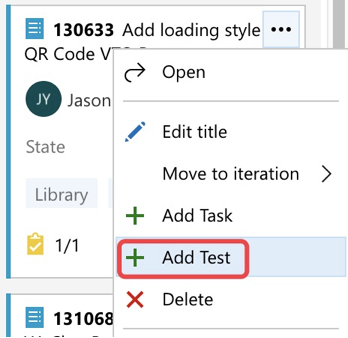 130633 Add loading style
QR Code
JY Jason
State
Library
1/1
Open
Edit title
Move to iteration
Add Task
Add Test
Delete
131068